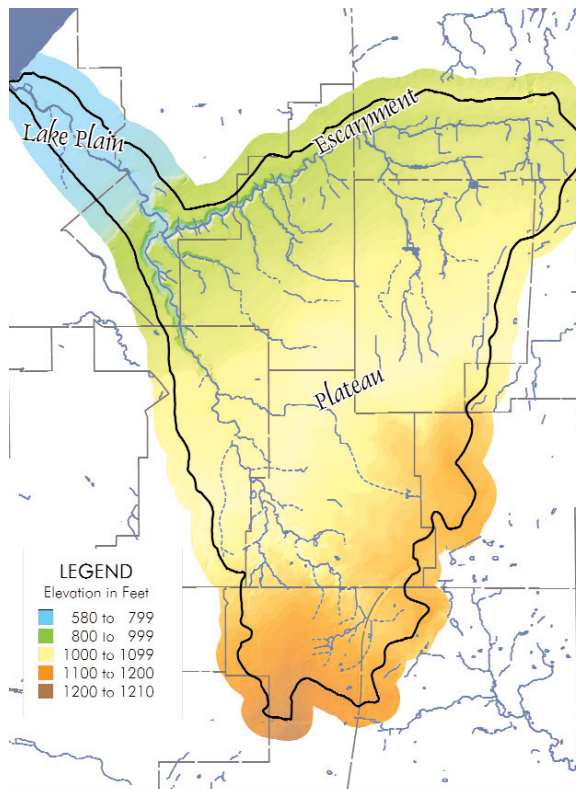 Lake Plain
Escarpment
Plateau
LEGEND
Elevation in Feet
580 to 799
800 to 999
1000 to 1099
1100 to 1200
1200 to 1210